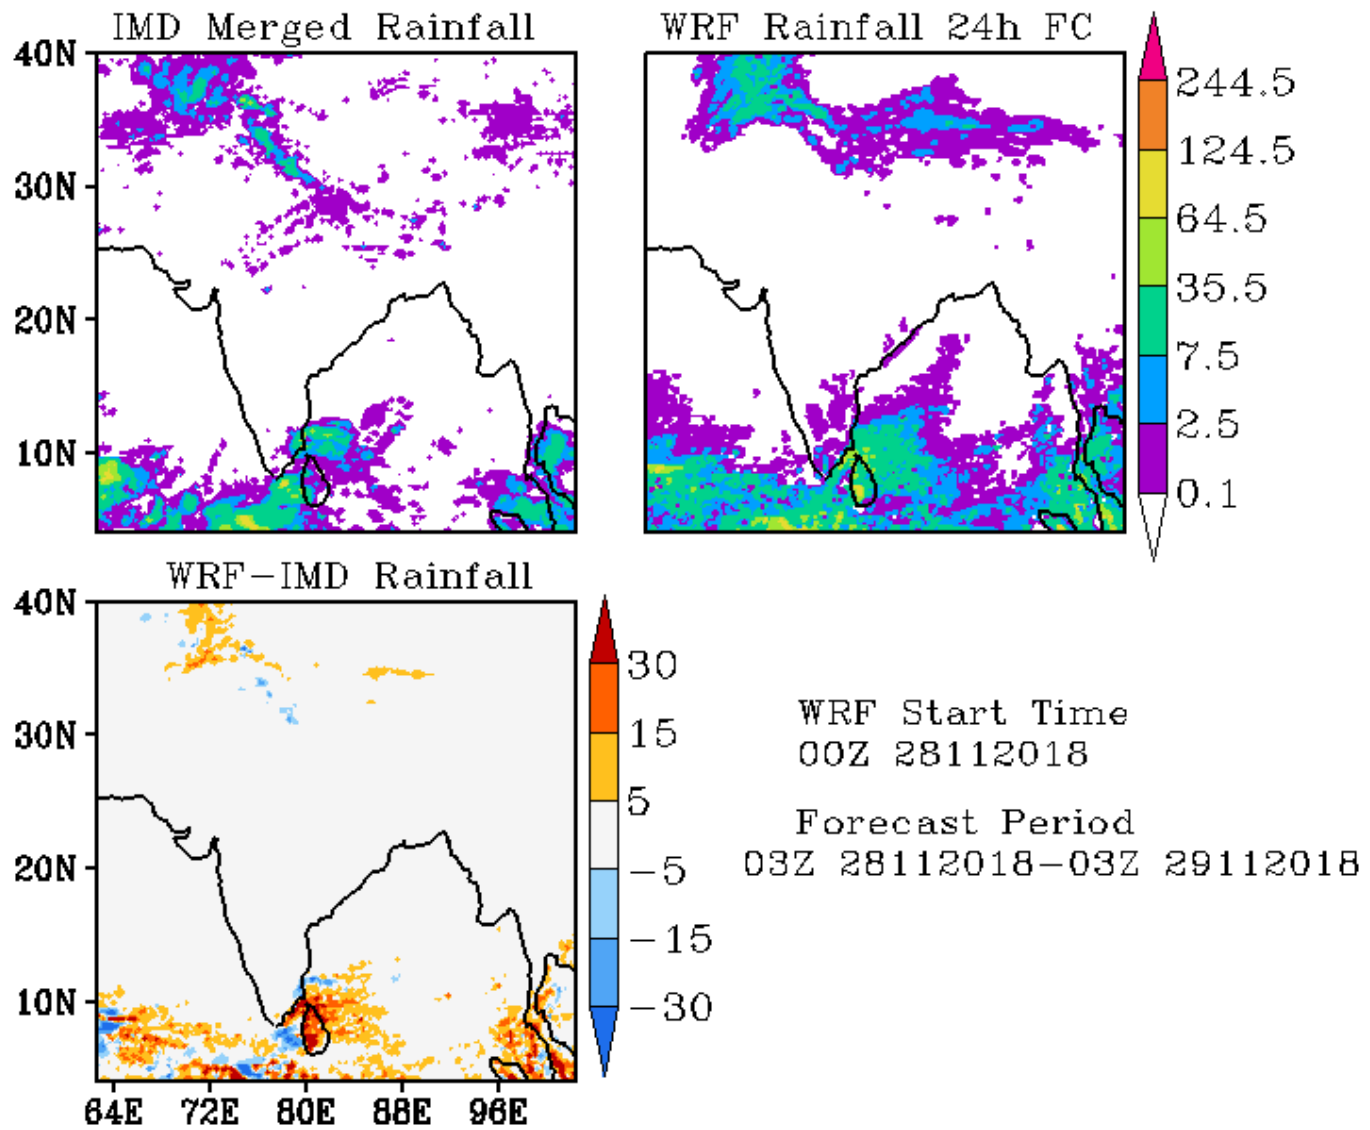 IMD Merged Rainfall
WRF Rainfall 24h FC
40N
30N
20N
10N
244.5
124.5
64.5
35.5
7.5
2.5
0.1
WRF-IMD Rainfall
40N
30N
20N
10N
64E 72E 80E 88E 96E
30
15
5
-5
-15
-30
WRF Start Time
00Z 28112018
Forecast Period
03Z 28112018-03Z 29112018